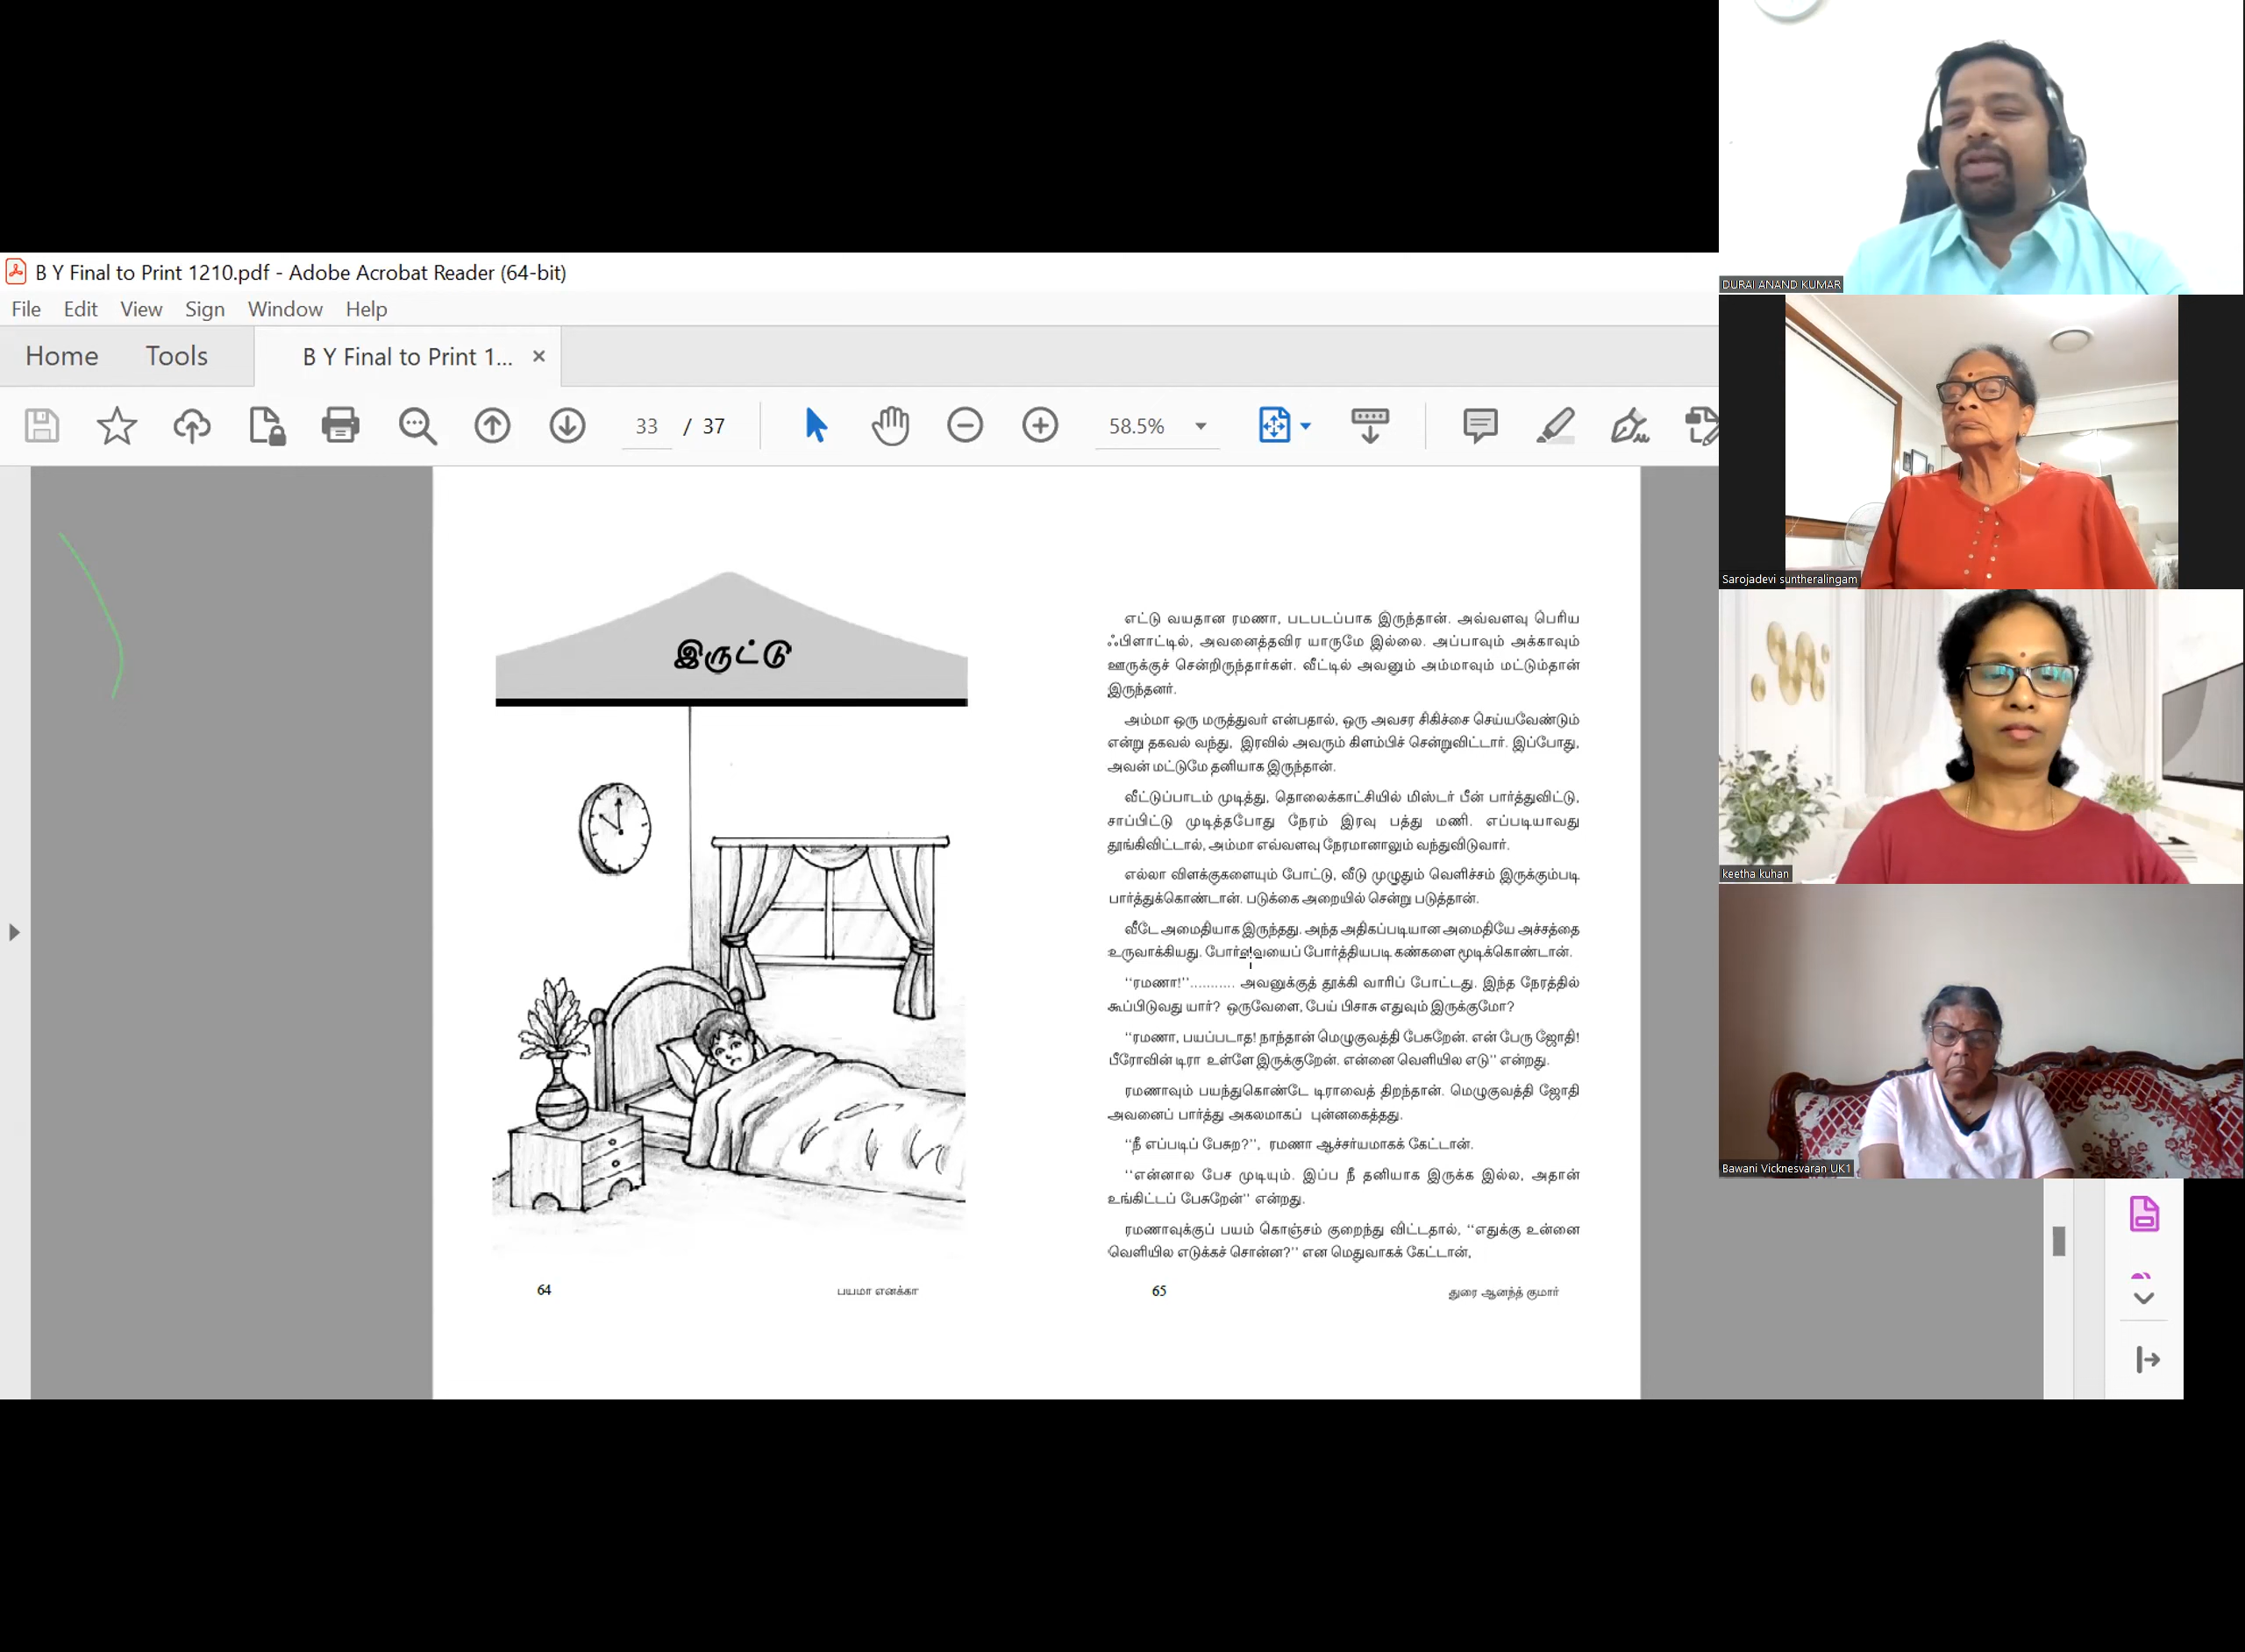 B Y Final to Print 1210.pdf - Adobe Acrobat Reader (64-bit)
File Edit View Sign Window Help
Home Tools B Y Final to Print 1... ×
33 / 37 58.5%
இருட்டு
64 பயமா எனக்கா
எட்டு வயதான ரமணா, படபடப்பாக இருந்தான். அவ்வளவு பெரிய
ஃபிளாட்டில், அவனைத்தவிர யாருமே இல்லை. அப்பாவும் அக்காவும்
ஊருக்குச் சென்றிருந்தார்கள். வீட்டில் அவனும் அம்மாவும் மட்டும்தான்
இருந்தனர்.
அம்மா ஒரு மருத்துவர் என்பதால், ஒரு அவசர சிகிச்சை செய்யவேண்டும்
என்று தகவல் வந்து, இரவில் அவரும் கிளம்பிச் சென்றுவிட்டார். இப்போது,
அவன் மட்டுமே தனியாக இருந்தான்.
வீட்டுப்பாடம் முடித்து, தொலைக்காட்சியில் மிஸ்டர் பீன் பார்த்துவிட்டு,
சாப்பிட்டு முடித்தபோது நேரம் இரவு பத்து மணி. எப்படியாவது
தூங்கிவிட்டால், அம்மா எவ்வளவு நேரமானாலும் வந்துவிடுவார்.
எல்லா விளக்குகளையும் போட்டு, வீடு முழுதும் வெளிச்சம் இருக்கும்படி
பார்த்துக்கொண்டான். படுக்கை அறையில் சென்று படுத்தான்.
வீடே அமைதியாக இருந்தது. அந்த அதிகப்படியான அமைதியே அச்சத்தை
உருவாக்கியது. போர்வையைப் போர்த்தியபடி கண்களை மூடிக்கொண்டான்.
‘‘ரமணா!’’........... அவனுக்குத் தூக்கி வாரிப் போட்டது. இந்த நேரத்தில்
கூப்பிடுவது யார்? ஒருவேளை, பேய் பிசாசு எதுவும் இருக்குமோ?
‘‘ரமணா, பயப்படாத! நாந்தான் மெழுகுவத்தி பேசுறேன். என் பேரு ஜோதி!
பீரோவின் டிரா உள்ளே இருக்குறேன். என்னை வெளியில எடு’’ என்றது.
ரமணாவும் பயந்துகொண்டே டிராவைத் திறந்தான். மெழுகுவத்தி ஜோதி
அவனைப் பார்த்து அகலமாகப் புன்னகைத்தது.
‘‘நீ எப்படிப் பேசுற?’’, ரமணா ஆச்சர்யமாகக் கேட்டான்.
‘‘என்னால பேச முடியும். இப்ப நீ தனியாக இருக்க இல்ல, அதான்
உங்கிட்டப் பேசுறேன்’’ என்றது.
ரமணாவுக்குப் பயம் கொஞ்சம் குறைந்து விட்டதால், ‘‘எதுக்கு உன்னை
வெளியில எடுக்கச் சொன்ன?’’ என மெதுவாகக் கேட்டான்,
65 துரை ஆனந்த் குமார்
DURAI ANAND KUMAR
Sarojadevi suntheralingam
keetha kuhan
Bawani Vicknesvaran UK1